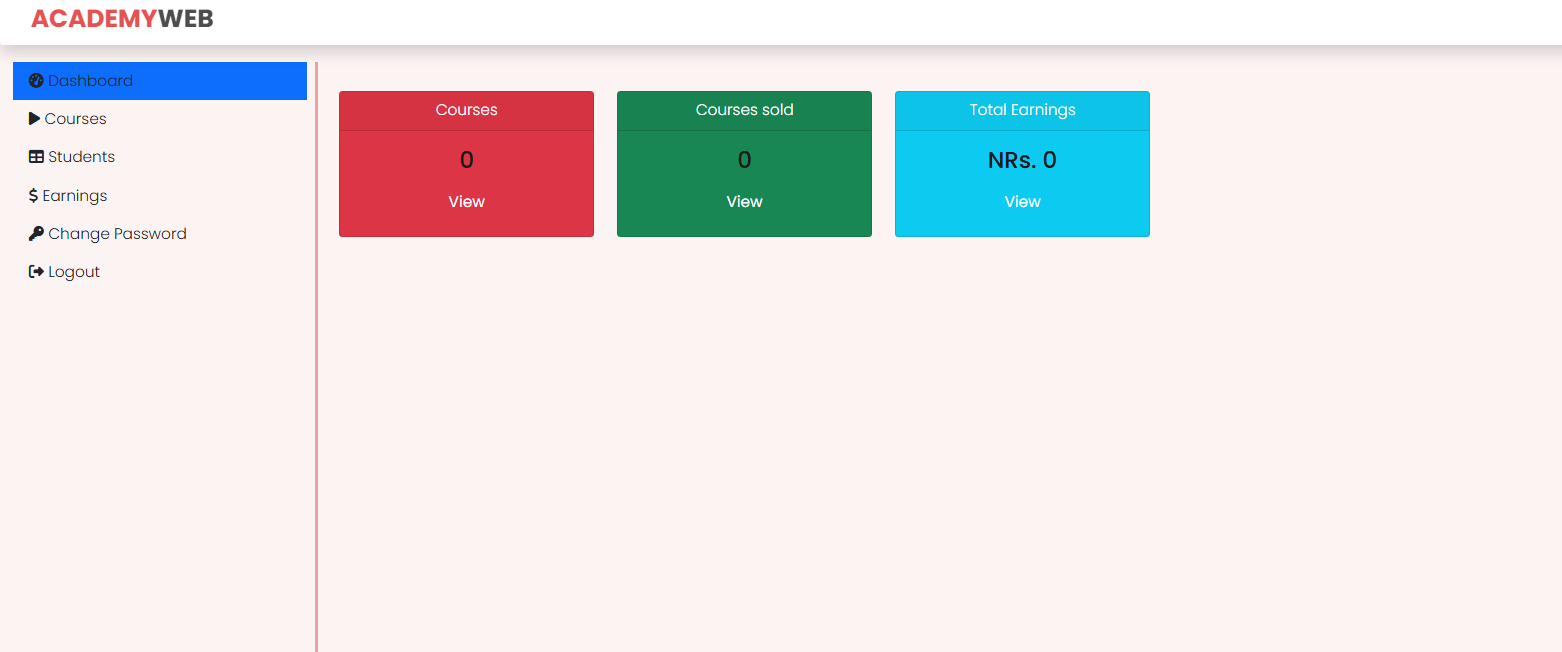 ACADEMYWEB
Dashboard
Courses
Students
Earnings
Change Password
Logout
Courses
0
View
Courses sold
0
View
Total Earnings
NRs. 0
View